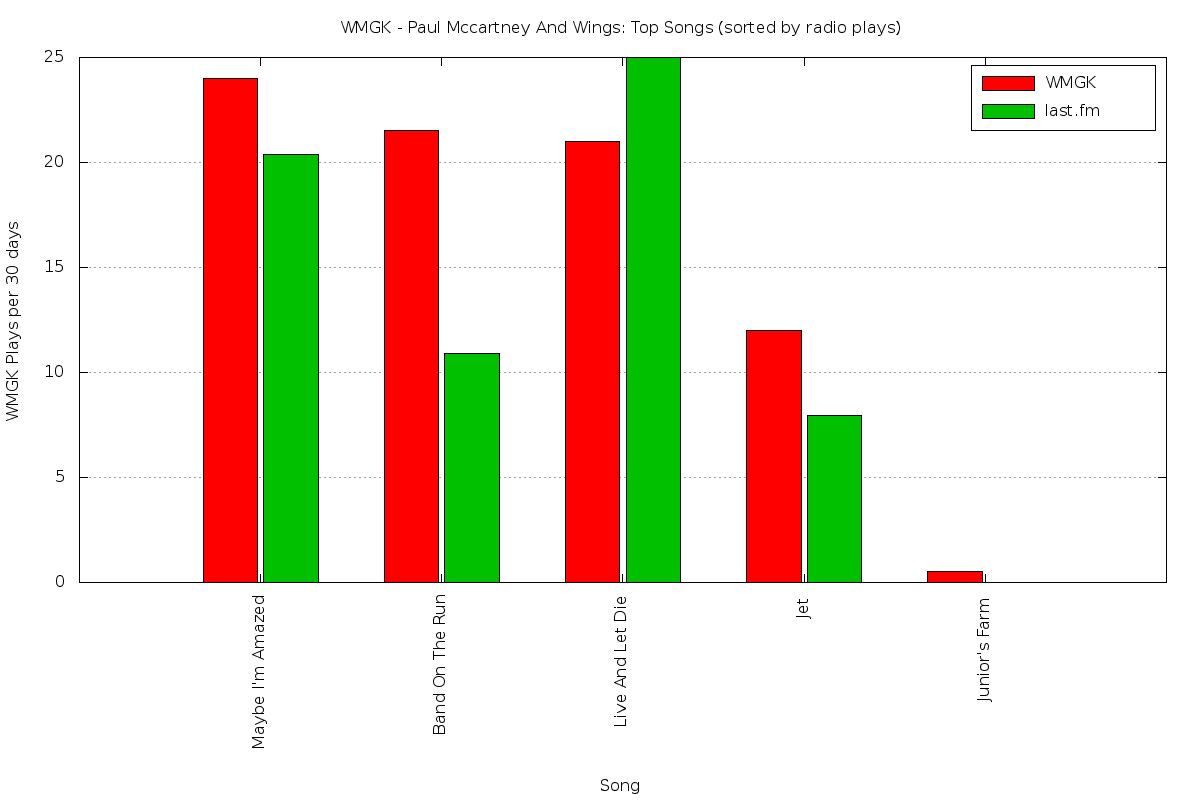 WMGK - Paul Mccartney And Wings: Top Songs (sorted by radio plays)
25
20
15
10
5
0
WMGK Plays per 30 days
WMGK
last.fm
Maybe I'm Amazed
Band On The Run
Live And Let Die
Jet
Junior's Farm
Song